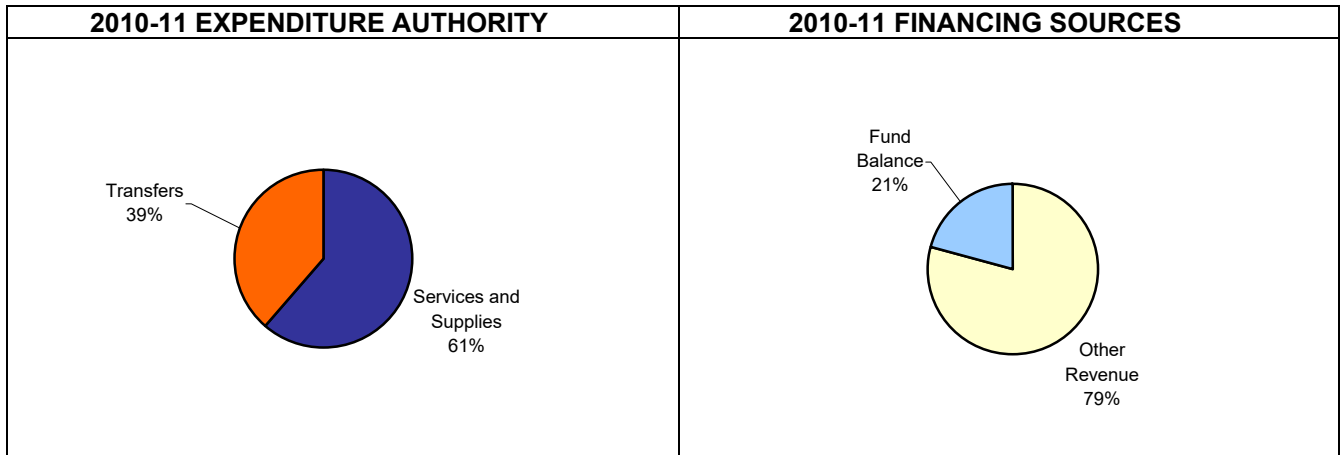 2010-11 EXPENDITURE AUTHORITY
Transfers
39%
Services and
Supplies
61%
2010-11 FINANCING SOURCES
Fund
Balance
21%
Other
Revenue
79%